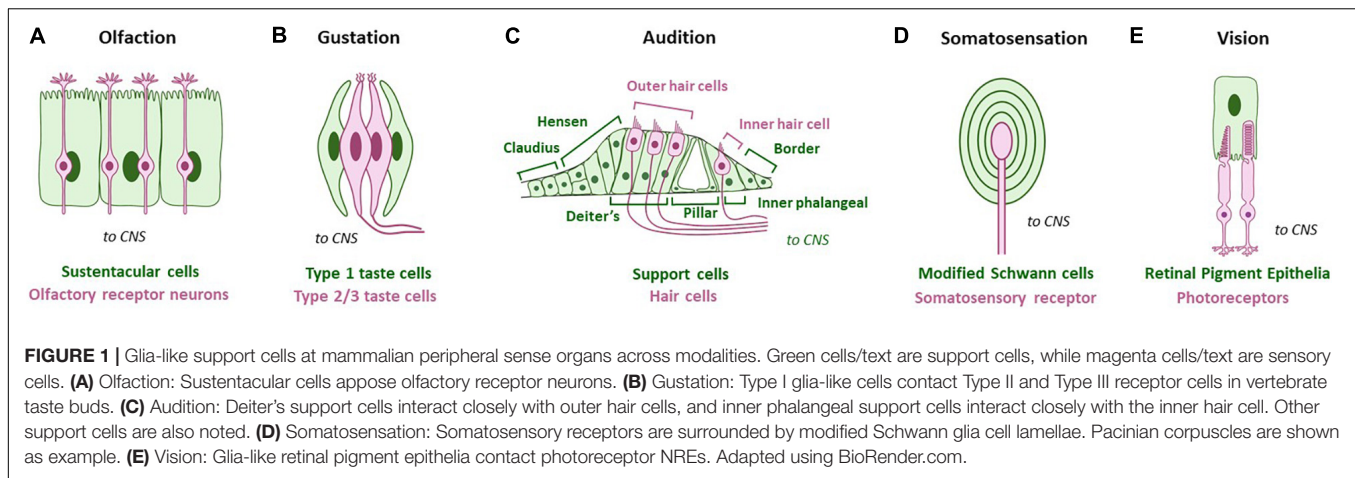 A Olfaction
to CNS
Sustentacular cells
Olfactory receptor neurons
B Gustation
to CNS
Type 1 taste cells
Type 2/3 taste cells
C Audition
Outer hair cells
Hensen
Inner hair cell
Claudius
Border
Deiter's
Pillar
Inner phalangeal
to CNS
Support cells
Hair cells
D Somatosensation
to CNS
Modified Schwann cells
Somatosensory receptor
E Vision
to CNS
Retinal Pigment Epithelia
Photoreceptors
FIGURE 1 | Glia-like support cells at mammalian peripheral sense organs across modalities. Green cells/text are support cells, while magenta cells/text are sensory
cells. (A) Olfaction: Sustentacular cells appose olfactory receptor neurons. (B) Gustation: Type I glia-like cells contact Type II and Type III receptor cells in vertebrate
taste buds. (C) Audition: Deiter's support cells interact closely with outer hair cells, and inner phalangeal support cells interact closely with the inner hair cell. Other
support cells are also noted. (D) Somatosensation: Somatosensory receptors are surrounded by modified Schwann glia cell lamellae. Pacinian corpuscles are shown
as example. (E) Vision: Glia-like retinal pigment epithelia contact photoreceptor NREs. Adapted using BioRender.com.